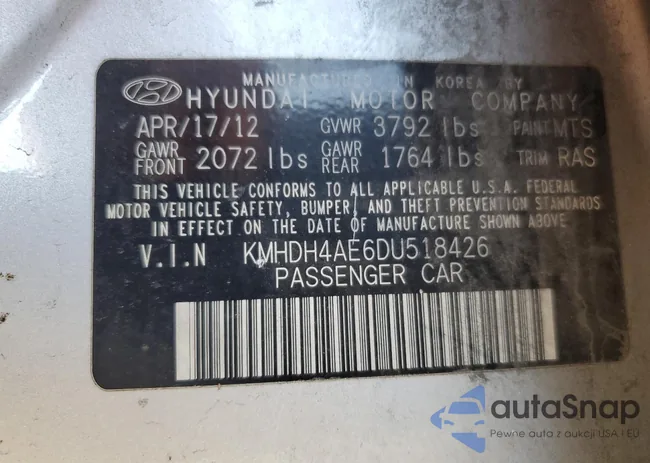 MANUFACTURED IN KOREA BY
HYUNDAI MOTOR COMPANY
APR/17/12 GVWR 3792 lbs PAINT MTS
GAWR FRONT 2072 lbs GAWR REAR 1764 lbs TRIM RAS
THIS VEHICLE CONFORMS TO ALL APPLICABLE U.S.A. FEDERAL
MOTOR VEHICLE SAFETY, BUMPER, AND THEFT PREVENTION STANDARDS
IN EFFECT ON THE DATE OF MANUFACTURE SHOWN ABOVE.
V.I.N KMHDH4AE6DU518426
PASSENGER CAR
autaSnap
Pewne auta z aukcji USA i EU